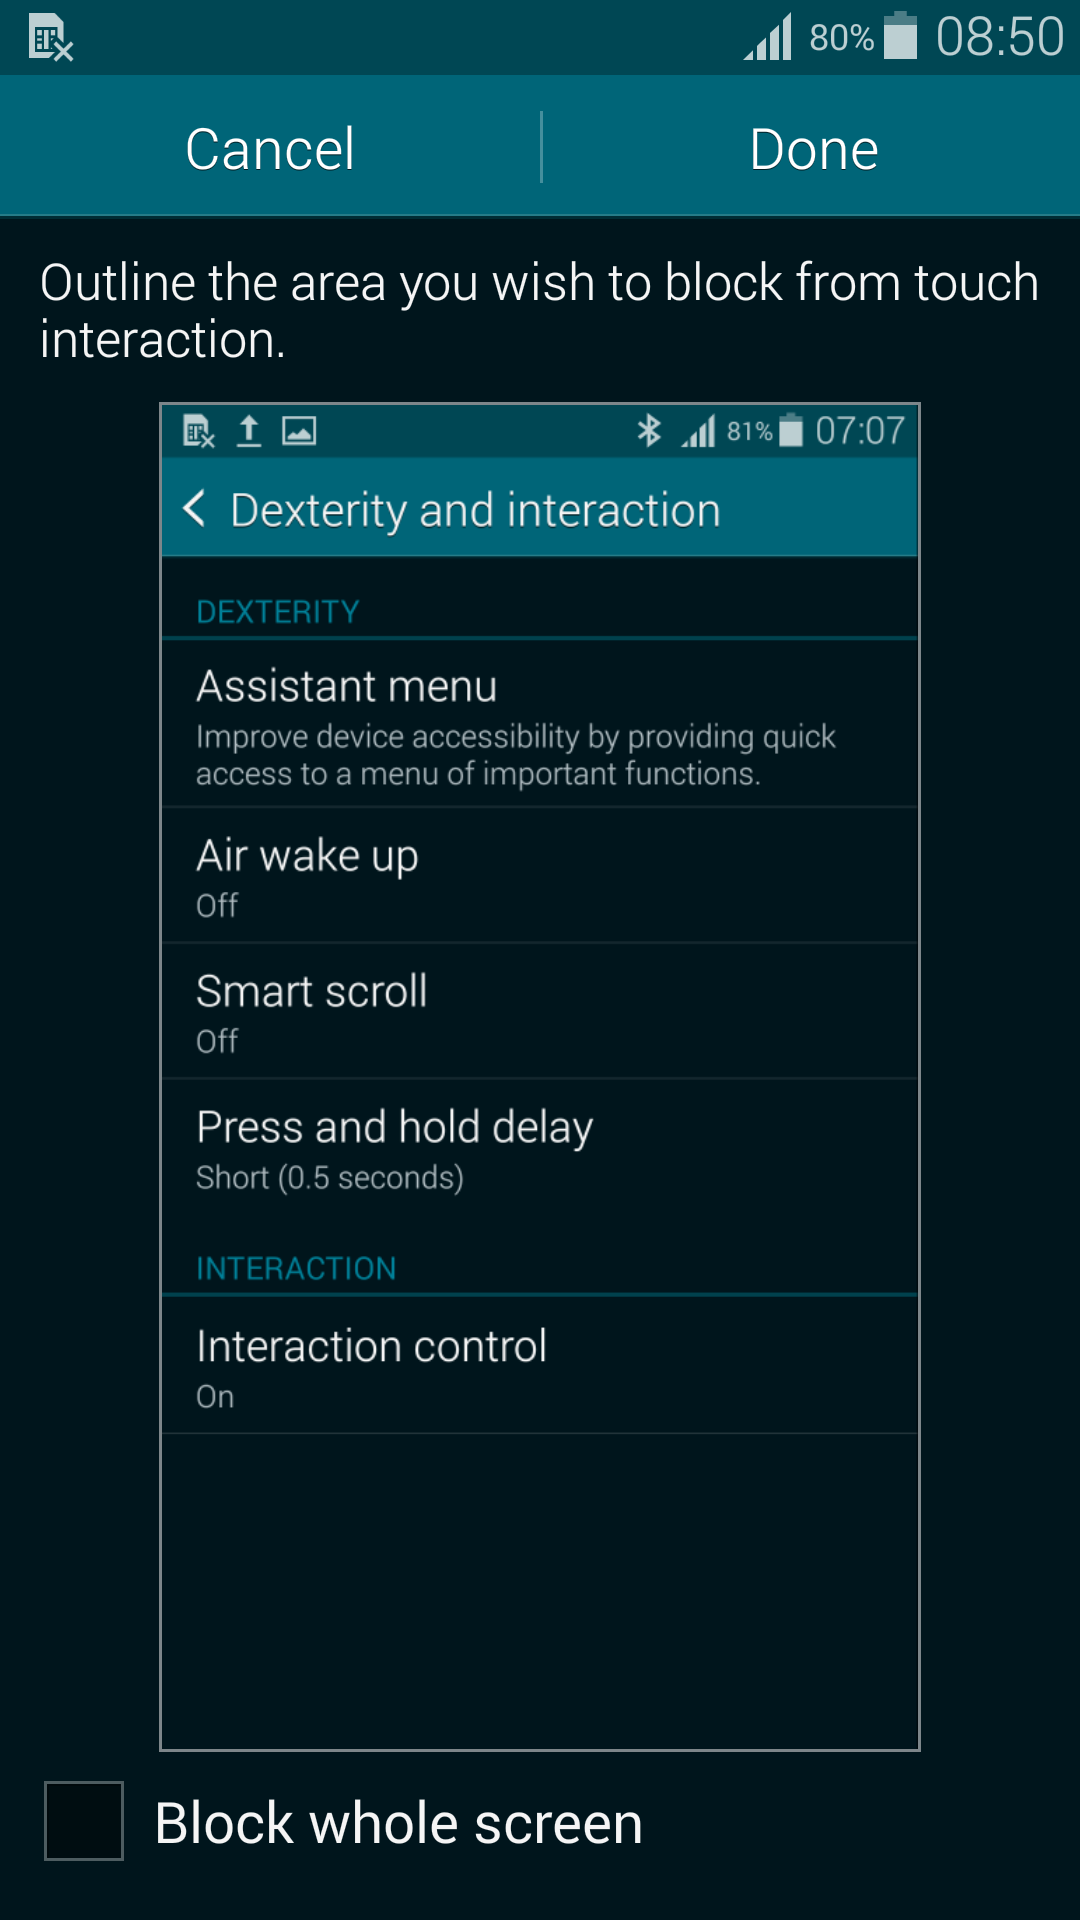 80% 08:50
Cancel Done
Outline the area you wish to block from touch
interaction.
81% 07:07
Dexterity and interaction
DEXTERITY
Assistant menu
Improve device accessibility by providing quick
access to a menu of important functions.
Air wake up
Off
Smart scroll
Off
Press and hold delay
Short (0.5 seconds)
INTERACTION
Interaction control
On
Block whole screen